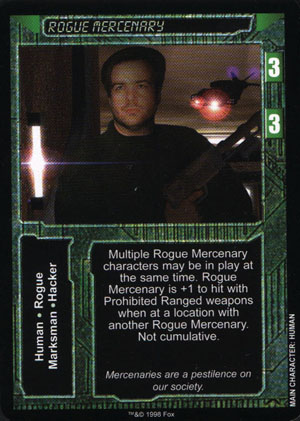 ROGUE MERCENARY
3
3
Human • Rogue
Marksman •Hacker
Multiple Rogue Mercenary
characters may be in play at
the same time. Rogue
Mercenary is +1 to hit with
Prohibited Ranged weapons
when at a location with
another Rogue Mercenary.
Not cumulative.
Mercenaries are a pestilence on
our society.
MAIN CHARACTER: HUMAN
™&© 1998 Fox